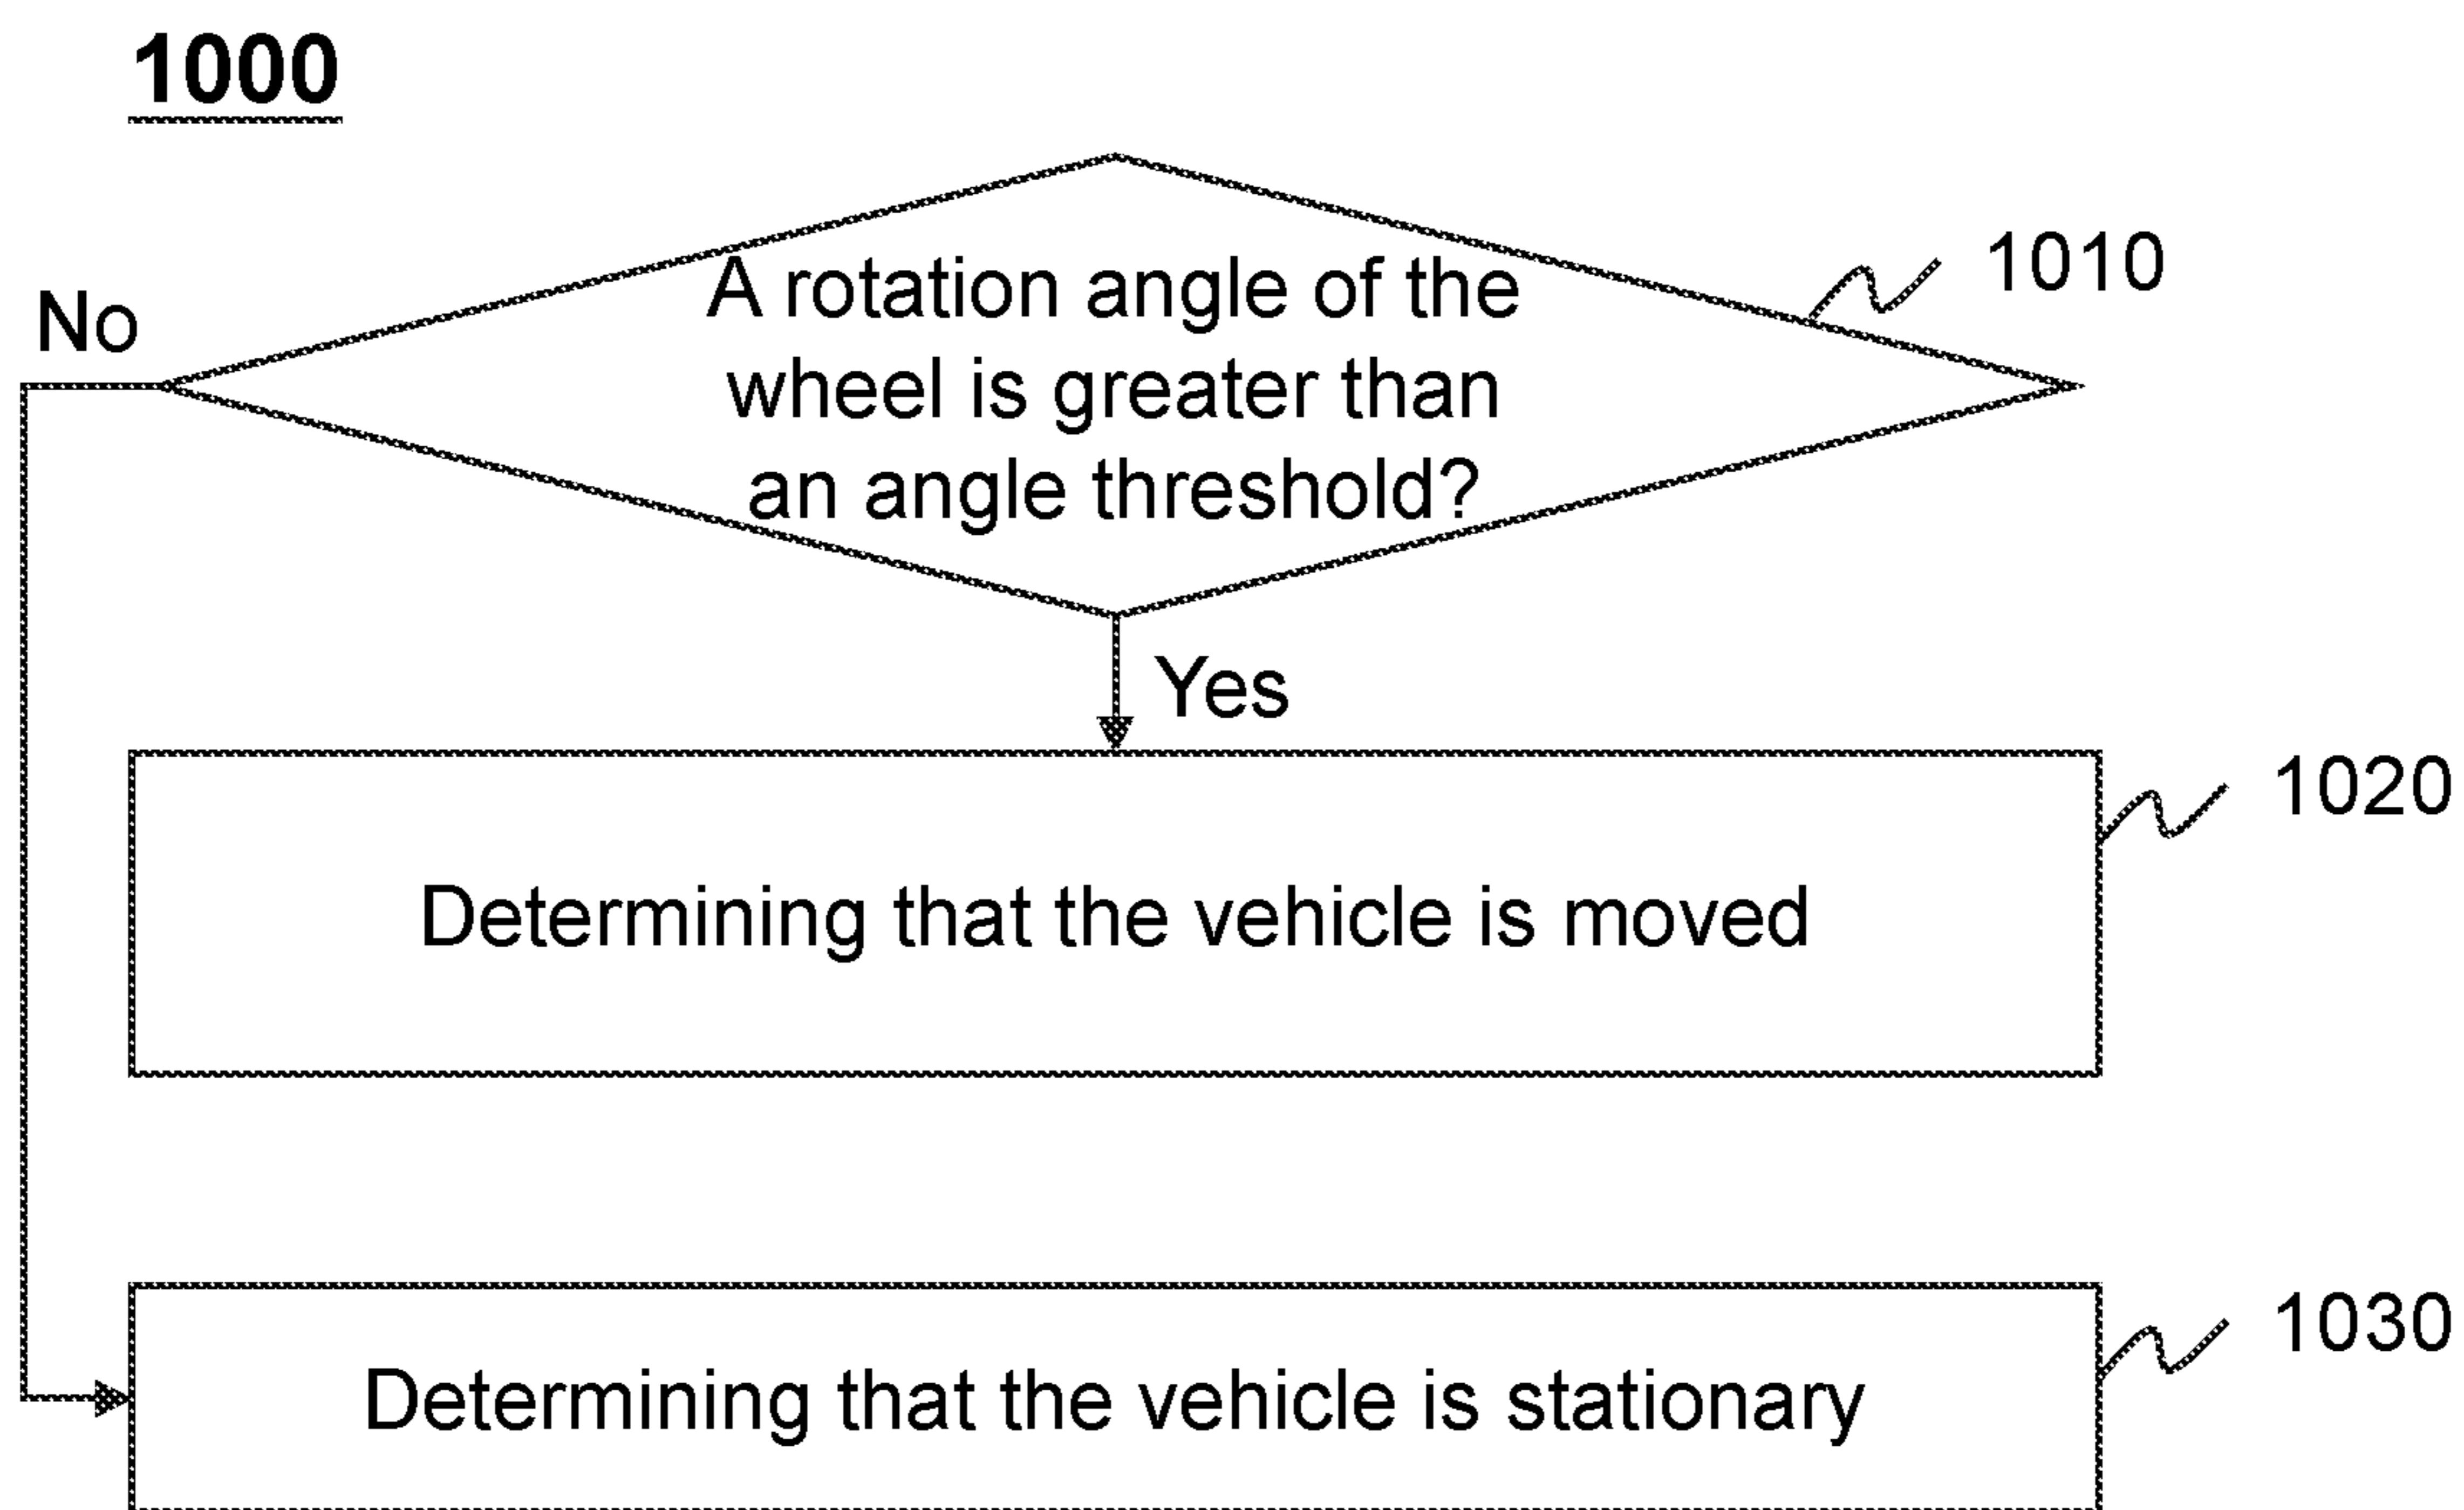 1000
A rotation angle of the
wheel is greater than
an angle threshold?
1010
No
Yes
Determining that the vehicle is moved
1020
Determining that the vehicle is stationary
1030